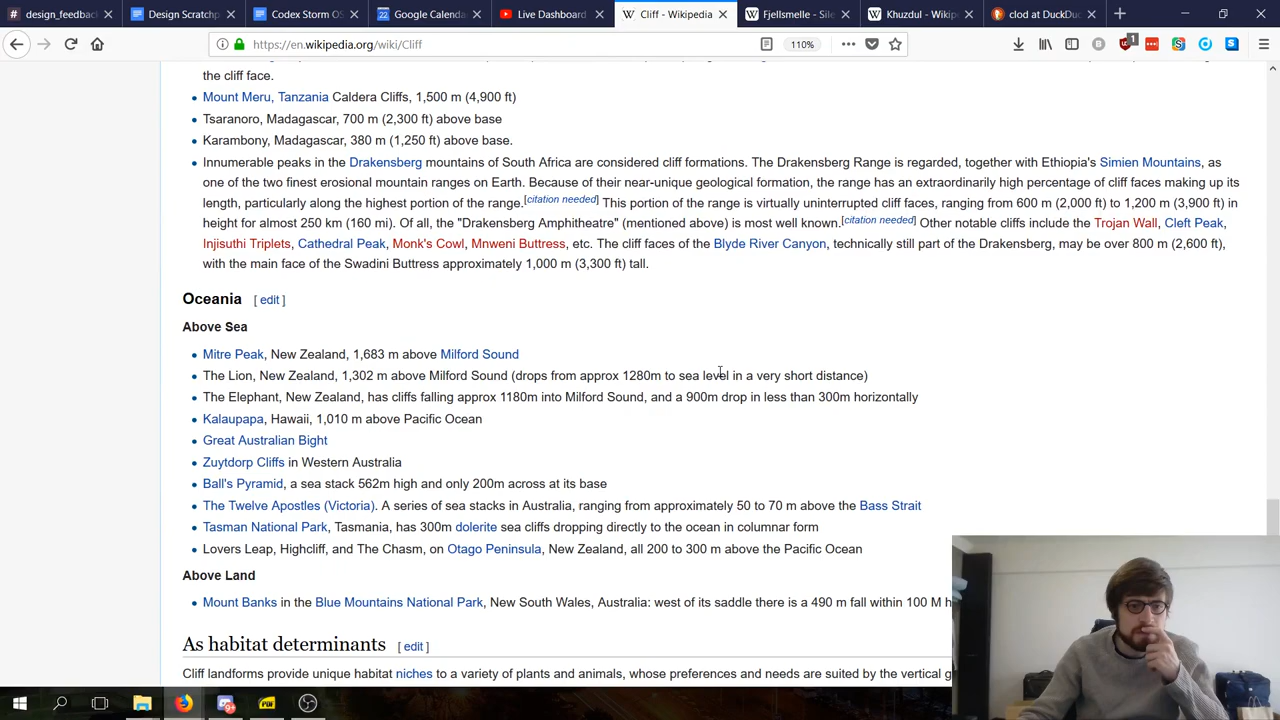 design_feedback
Design Scratchp
Codex Storm OS
Google Calenda
Live Dashboard
Cliff - Wikipedia
Fjellsmelle - Sile
Khuzdul - Wikip
clod at DuckDu
https://en.wikipedia.org/wiki/Cliff
110%
1
the cliff face.
Mount Meru, Tanzania Caldera Cliffs, 1,500 m (4,900 ft)
Tsaranoro, Madagascar, 700 m (2,300 ft) above base
Karambony, Madagascar, 380 m (1,250 ft) above base.
Innumerable peaks in the Drakensberg mountains of South Africa are considered cliff formations. The Drakensberg Range is regarded, together with Ethiopia's Simien Mountains, as
one of the two finest erosional mountain ranges on Earth. Because of their near-unique geological formation, the range has an extraordinarily high percentage of cliff faces making up its
length, particularly along the highest portion of the range.[citation needed] This portion of the range is virtually uninterrupted cliff faces, ranging from 600 m (2,000 ft) to 1,200 m (3,900 ft) in
height for almost 250 km (160 mi). Of all, the "Drakensberg Amphitheatre" (mentioned above) is most well known.[citation needed] Other notable cliffs include the Trojan Wall, Cleft Peak,
Injisuthi Triplets, Cathedral Peak, Monk's Cowl, Mnweni Buttress, etc. The cliff faces of the Blyde River Canyon, technically still part of the Drakensberg, may be over 800 m (2,600 ft),
with the main face of the Swadini Buttress approximately 1,000 m (3,300 ft) tall.
Oceania [ edit ]
Above Sea
Mitre Peak, New Zealand, 1,683 m above Milford Sound
The Lion, New Zealand, 1,302 m above Milford Sound (drops from approx 1280m to sea level in a very short distance)
The Elephant, New Zealand, has cliffs falling approx 1180m into Milford Sound, and a 900m drop in less than 300m horizontally
Kalaupapa, Hawaii, 1,010 m above Pacific Ocean
Great Australian Bight
Zuytdorp Cliffs in Western Australia
Ball's Pyramid, a sea stack 562m high and only 200m across at its base
The Twelve Apostles (Victoria). A series of sea stacks in Australia, ranging from approximately 50 to 70 m above the Bass Strait
Tasman National Park, Tasmania, has 300m dolerite sea cliffs dropping directly to the ocean in columnar form
Lovers Leap, Highcliff, and The Chasm, on Otago Peninsula, New Zealand, all 200 to 300 m above the Pacific Ocean
Above Land
Mount Banks in the Blue Mountains National Park, New South Wales, Australia: west of its saddle there is a 490 m fall within 100 M h
As habitat determinants [ edit ]
Cliff landforms provide unique habitat niches to a variety of plants and animals, whose preferences and needs are suited by the vertical g
PDF